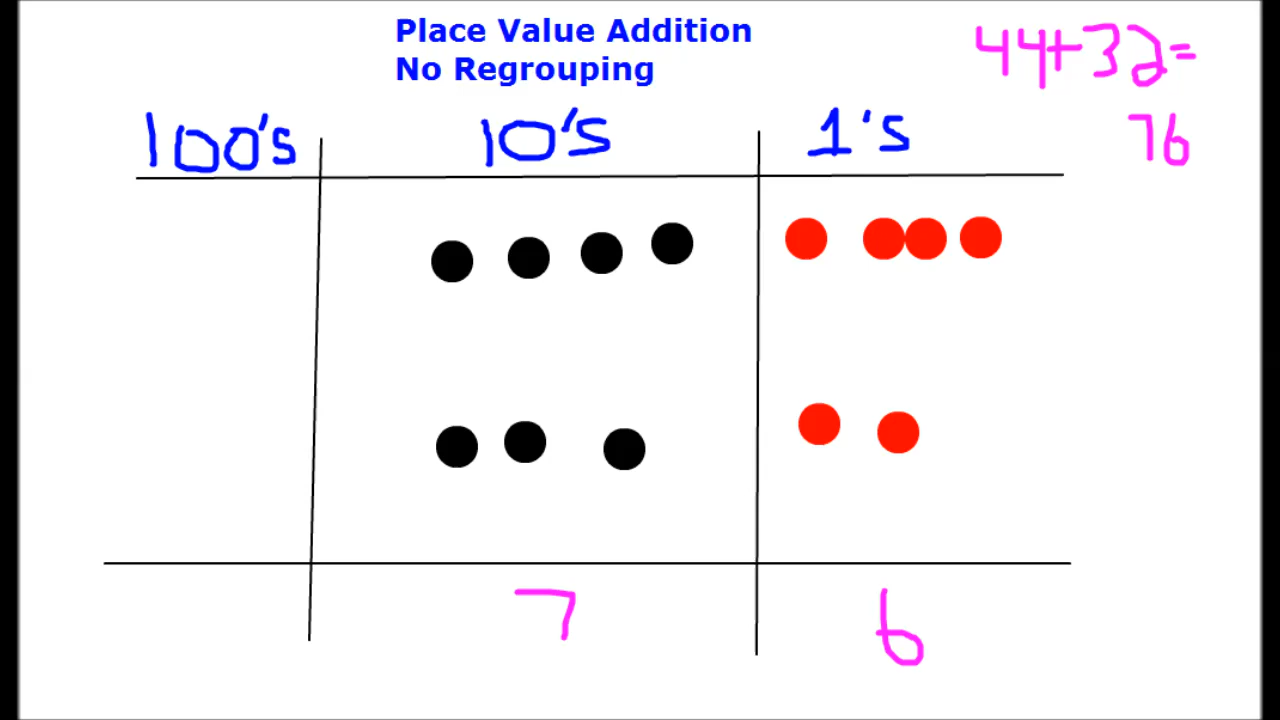 Place Value Addition
No Regrouping
44+32=
76
100's 10's 1's
7 6